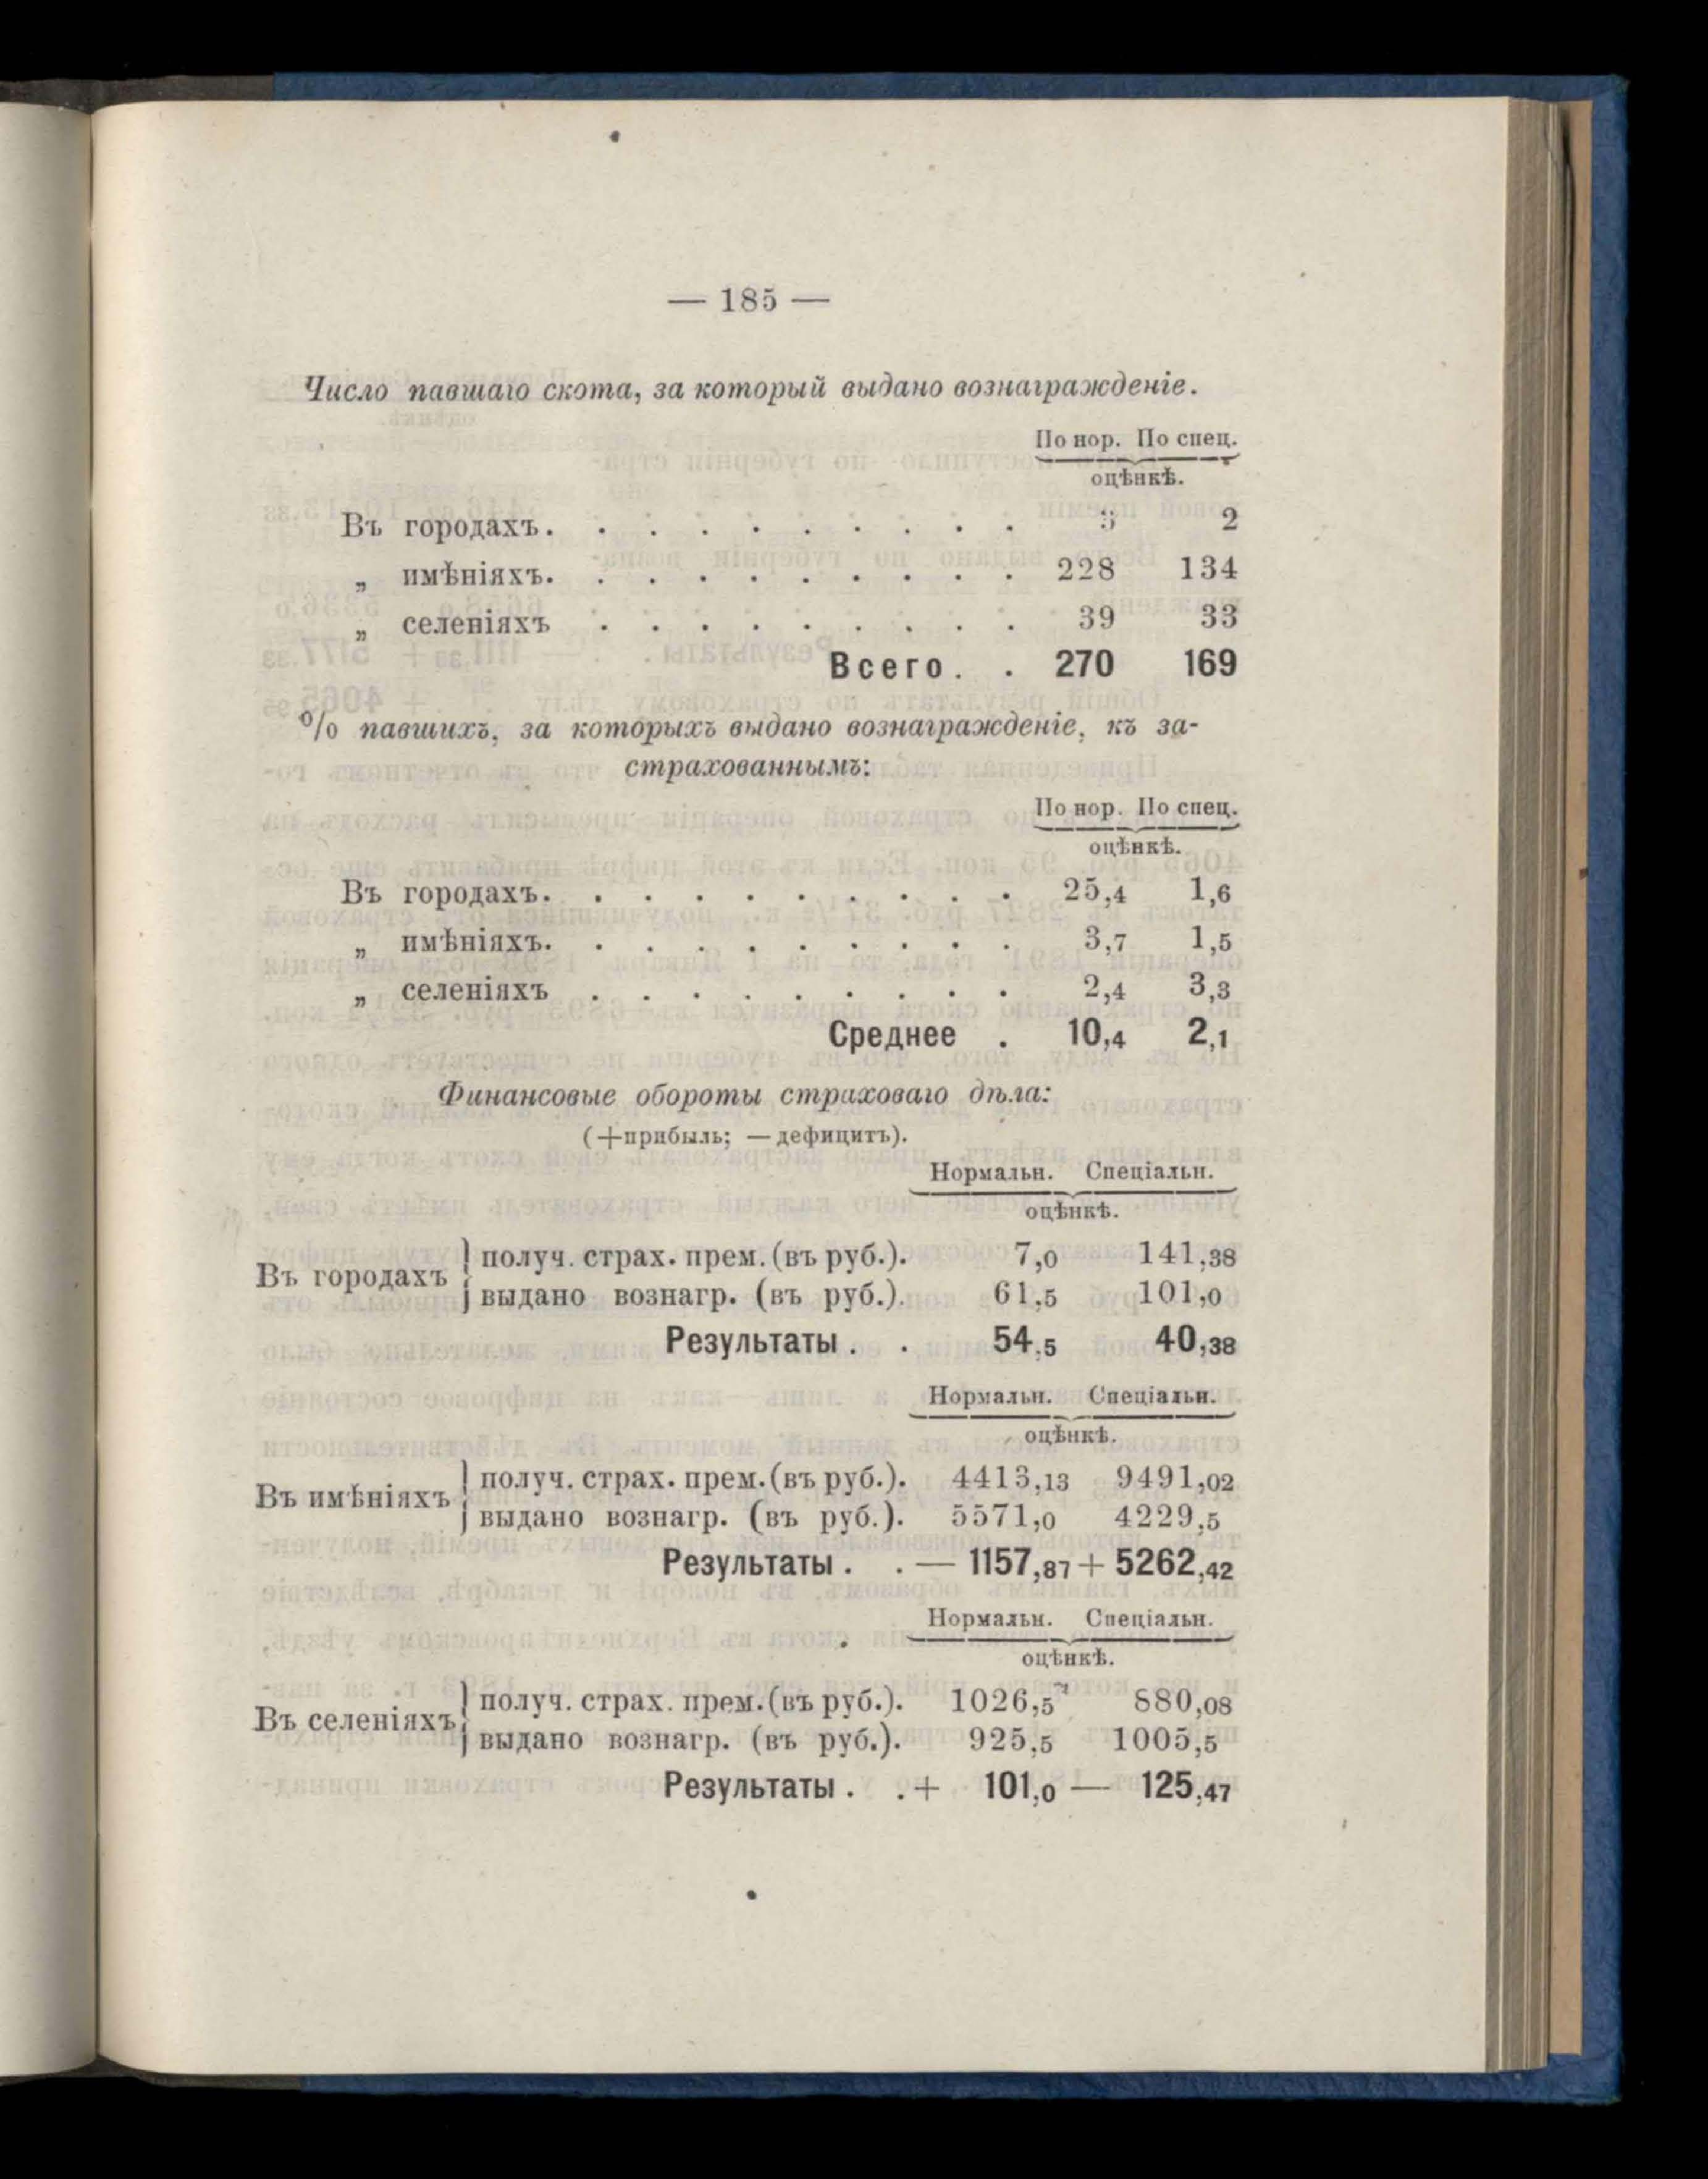 — 185 —
Число павшаго скота, за который выдано вознагражденіе.
По нор. По спец.
оцѣнкѣ.
Въ городахъ. . . . . . . . . . 3 2
„ имѣніяхъ. . . . . . . . . . 228 134
„ селеніяхъ . . . . . . . . . 39 33
Всего. . 270 169
% павшихъ, за которыхъ выдано вознагражденіе, къ за-
страхованнымъ:
По нор. По спец.
оцѣнкѣ.
Въ городахъ. . . . . . . . . . 25,4 1,6
„ имѣніяхъ. . . . . . . . . . 3,7 1,5
„ селеніяхъ . . . . . . . . . 2,4 3,3
Среднее . 10,4 2,1
Финансовые обороты страховаго дѣла:
(+прибыль; —дефицитъ).
Нормальн. Спеціальн.
оцѣнкѣ.
Въ городахъ
получ. страх. прем. (въ руб.). 7,0 141,38
выдано вознагр. (въ руб.). 61,5 101,0
Результаты . . 54,5 40,38
Нормальн. Спеціальн.
оцѣнкѣ.
Въ имѣніяхъ
получ. страх. прем. (въ руб.). 4413,13 9491,02
выдано вознагр. (въ руб.). 5571,0 4229,5
Результаты . . — 1157,87 + 5262,42
Нормальн. Спеціальн.
оцѣнкѣ.
Въ селеніяхъ
получ. страх. прем. (въ руб.). 1026,5 880,08
выдано вознагр. (въ руб.). 925,5 1005,5
Результаты . . + 101,0 — 125,47